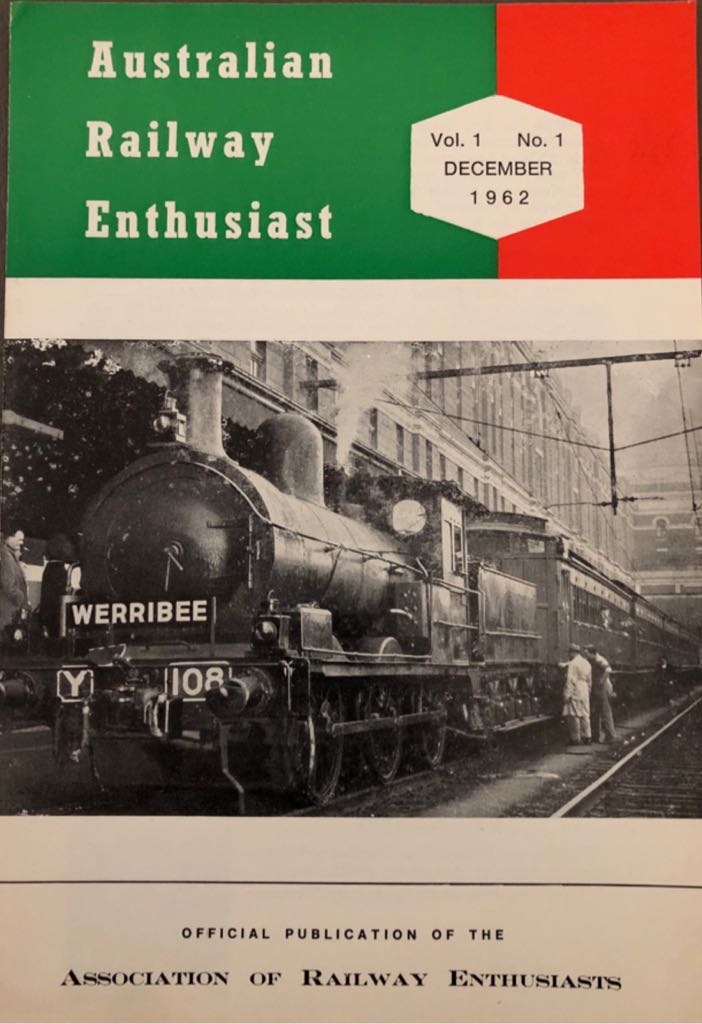 Australian
Railway
Enthusiast
Vol. 1 No. 1
DECEMBER
1962
WERRIBEE
Y 108
OFFICIAL PUBLICATION OF THE
ASSOCIATION OF RAILWAY ENTHUSIASTS